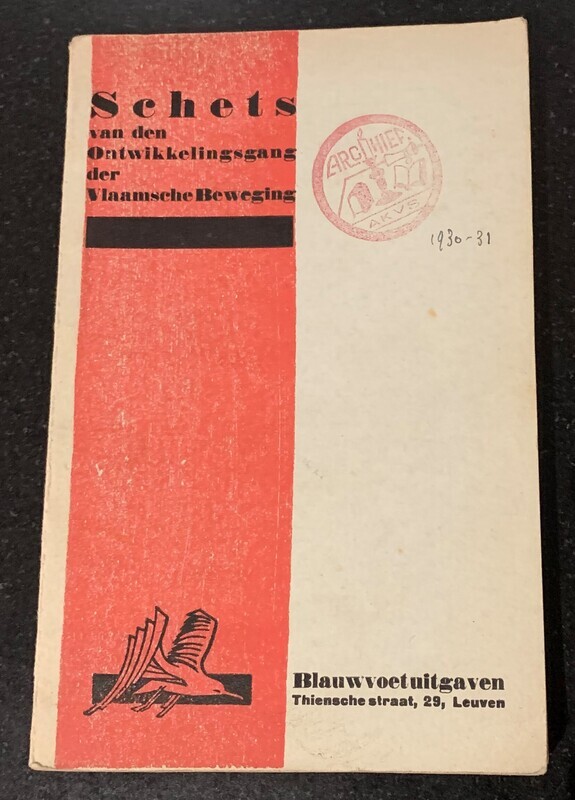 Schets
van den
Ontwikkelingsgang
der
Vlaamsche Beweging
ARCHIEF
AKVS
1930-31
Blauwvoetuitgaven
Thiensche straat, 29, Leuven